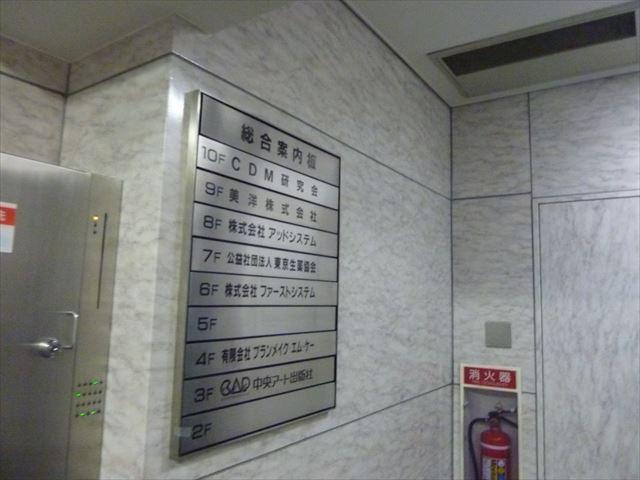 総合案内板
10F CDM研究会
9F 美洋株式会社
8F 株式会社 アッドシステム
7F 公益社団法人 東京生薬協会
6F 株式会社 ファーストシステム
5F
4F 有限会社 プランメイク・エム・ケー
3F CAD 中央アート出版社
2F
消火器